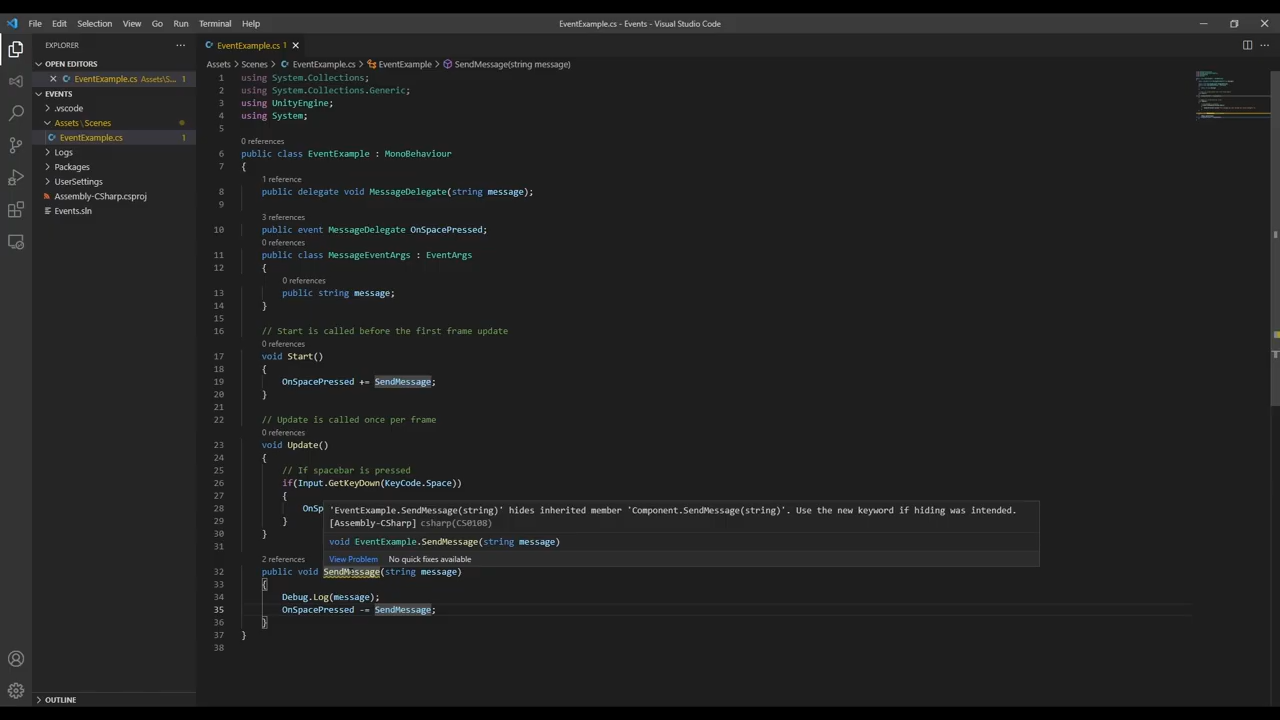 File Edit Selection View Go Run Terminal Help
EventExample.cs - Events - Visual Studio Code
EXPLORER
EventExample.cs 1
OPEN EDITORS
EventExample.cs Assets\S... 1
EVENTS
.vscode
Assets\Scenes
EventExample.cs 1
Logs
Packages
UserSettings
Assembly-CSharp.csproj
Events.sln
OUTLINE
Assets > Scenes > EventExample.cs > EventExample > SendMessage(string message)
1 using System.Collections;
2 using System.Collections.Generic;
3 using UnityEngine;
4 using System;
5
0 references
6 public class EventExample : MonoBehaviour
7 {
1 reference
8 public delegate void MessageDelegate(string message);
9
3 references
10 public event MessageDelegate OnSpacePressed;
0 references
11 public class MessageEventArgs : EventArgs
12 {
0 references
13 public string message;
14 }
15
16 // Start is called before the first frame update
0 references
17 void Start()
18 {
19 OnSpacePressed += SendMessage;
20 }
21
22 // Update is called once per frame
0 references
23 void Update()
24 {
25 // If spacebar is pressed
26 if(Input.GetKeyDown(KeyCode.Space))
27 {
28 OnSp
29 }
30 }
31
'EventExample.SendMessage(string)' hides inherited member 'Component.SendMessage(string)'. Use the new keyword if hiding was intended.
[Assembly-CSharp] csharp(CS0108)
void EventExample.SendMessage(string message)
View Problem No quick fixes available
2 references
32 public void SendMessage(string message)
33 {
34 Debug.Log(message);
35 OnSpacePressed -= SendMessage;
36 }
37 }
38